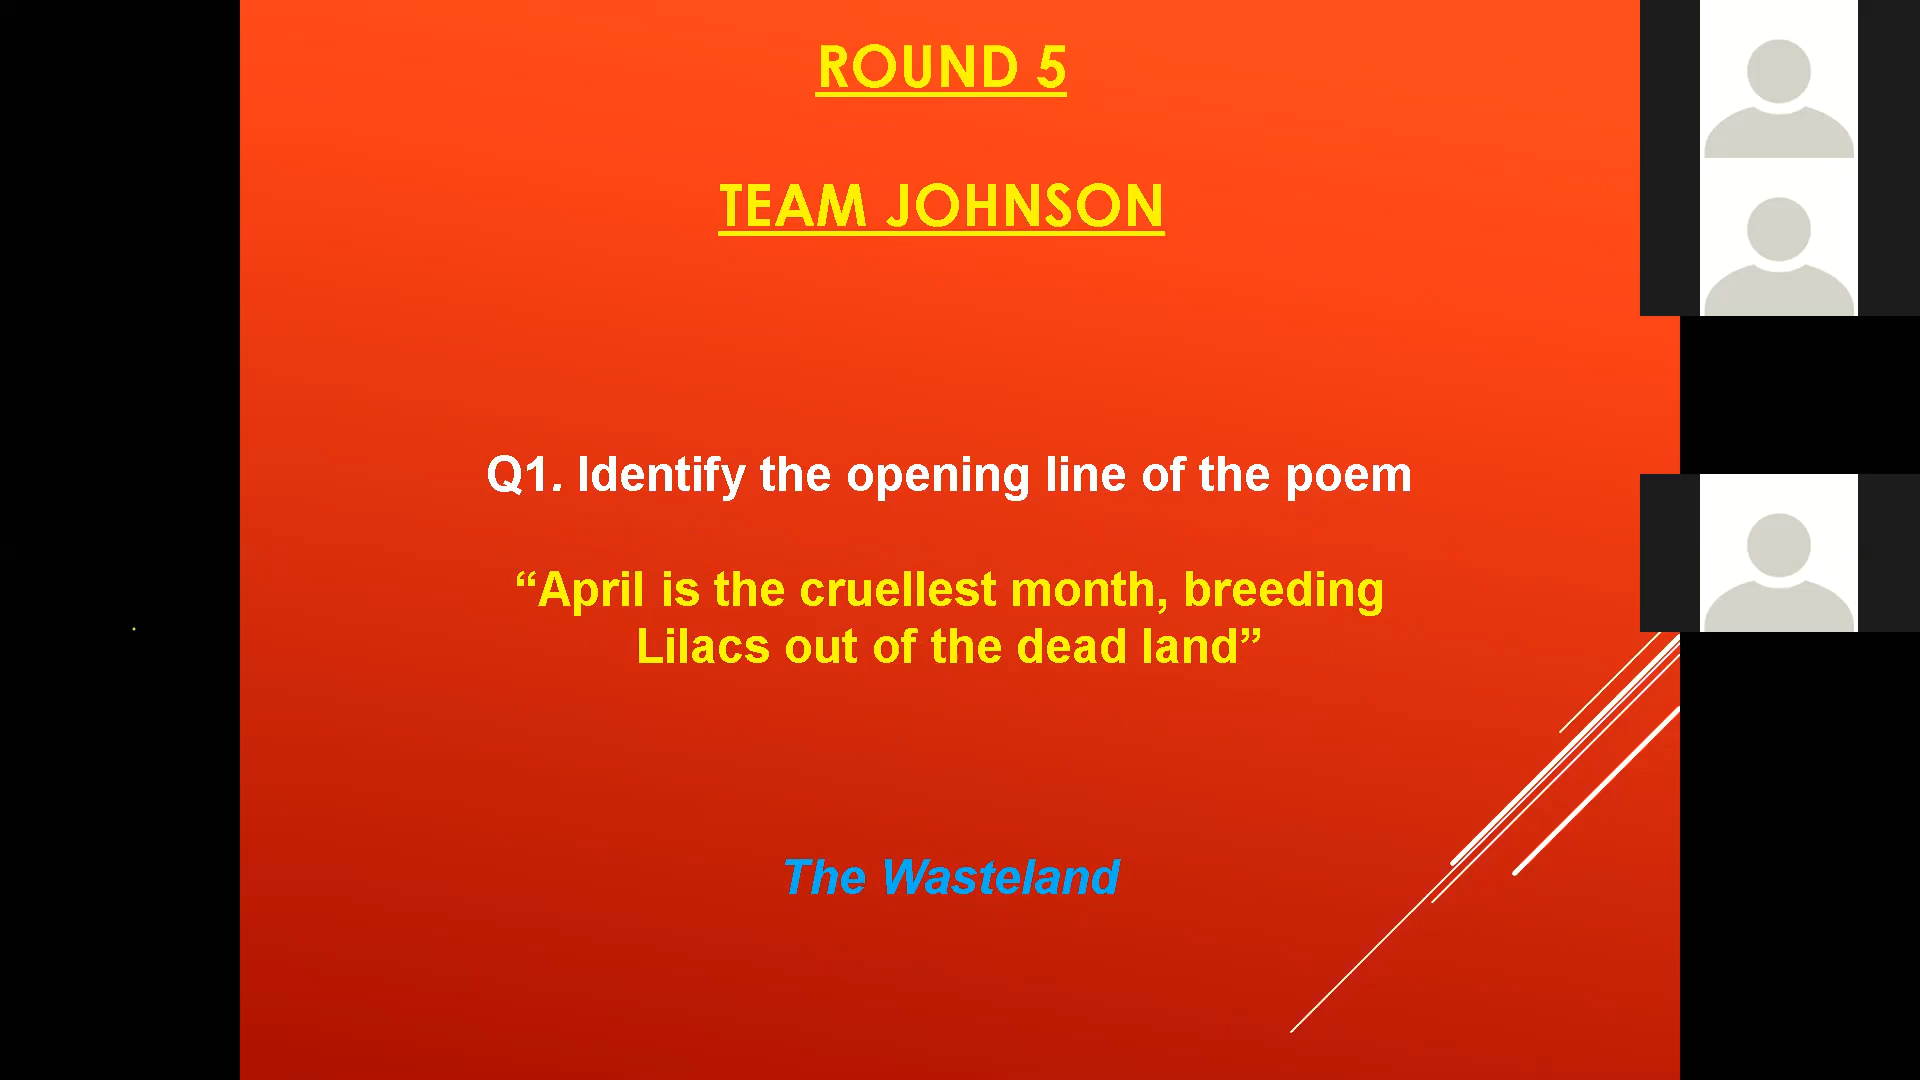 ROUND 5
TEAM JOHNSON
Q1. Identify the opening line of the poem
“April is the cruellest month, breeding
Lilacs out of the dead land”
The Wasteland